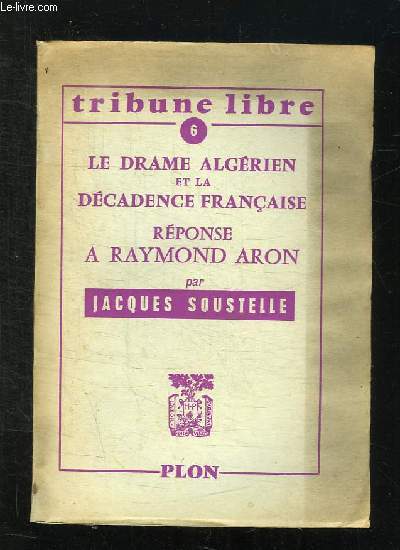 Le-livre.com
tribune libre
6
LE DRAME ALGÉRIEN
ET LA
DÉCADENCE FRANÇAISE
RÉPONSE
A RAYMOND ARON
par
JACQUES SOUSTELLE
PLON